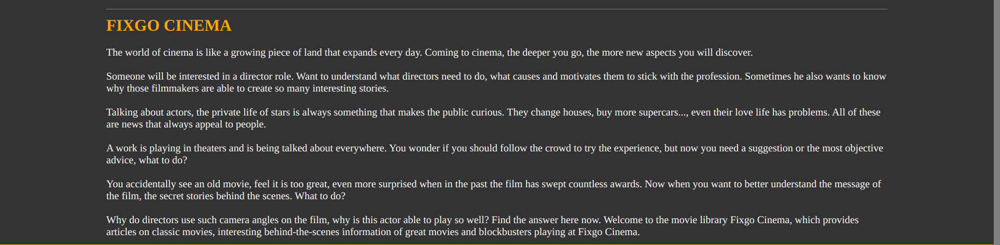 FIXGO CINEMA
The world of cinema is like a growing piece of land that expands every day. Coming to cinema, the deeper you go, the more new aspects you will discover.
Someone will be interested in a director role. Want to understand what directors need to do, what causes and motivates them to stick with the profession. Sometimes he also wants to know
why those filmmakers are able to create so many interesting stories.
Talking about actors, the private life of stars is always something that makes the public curious. They change houses, buy more supercars..., even their love life has problems. All of these
are news that always appeal to people.
A work is playing in theaters and is being talked about everywhere. You wonder if you should follow the crowd to try the experience, but now you need a suggestion or the most objective
advice, what to do?
You accidentally see an old movie, feel it is too great, even more surprised when in the past the film has swept countless awards. Now when you want to better understand the message of
the film, the secret stories behind the scenes. What to do?
Why do directors use such camera angles on the film, why is this actor able to play so well? Find the answer here now. Welcome to the movie library Fixgo Cinema, which provides
articles on classic movies, interesting behind-the-scenes information of great movies and blockbusters playing at Fixgo Cinema.